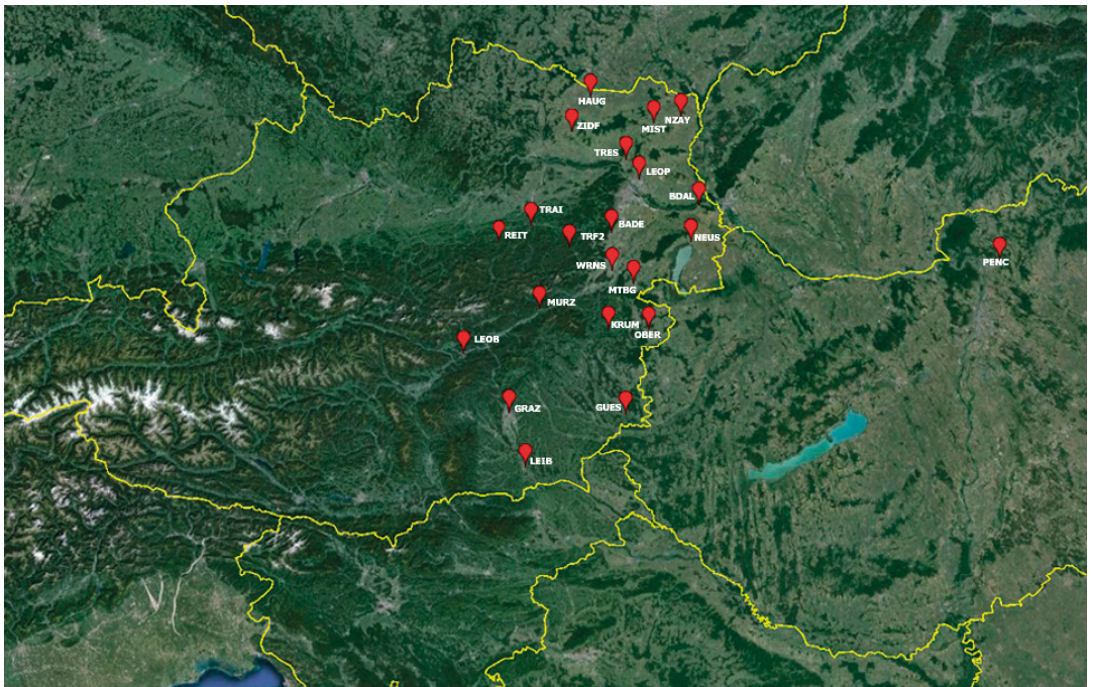 HAUG
NZAY
MIST
ZIDF
TRES
LEOP
BDAL
TRAI
BADE
REIT
TRF2
NEUS
PENC
WRNS
MTBG
MURZ
KRUM
OBER
LEOB
GRAZ
GUES
LEIB